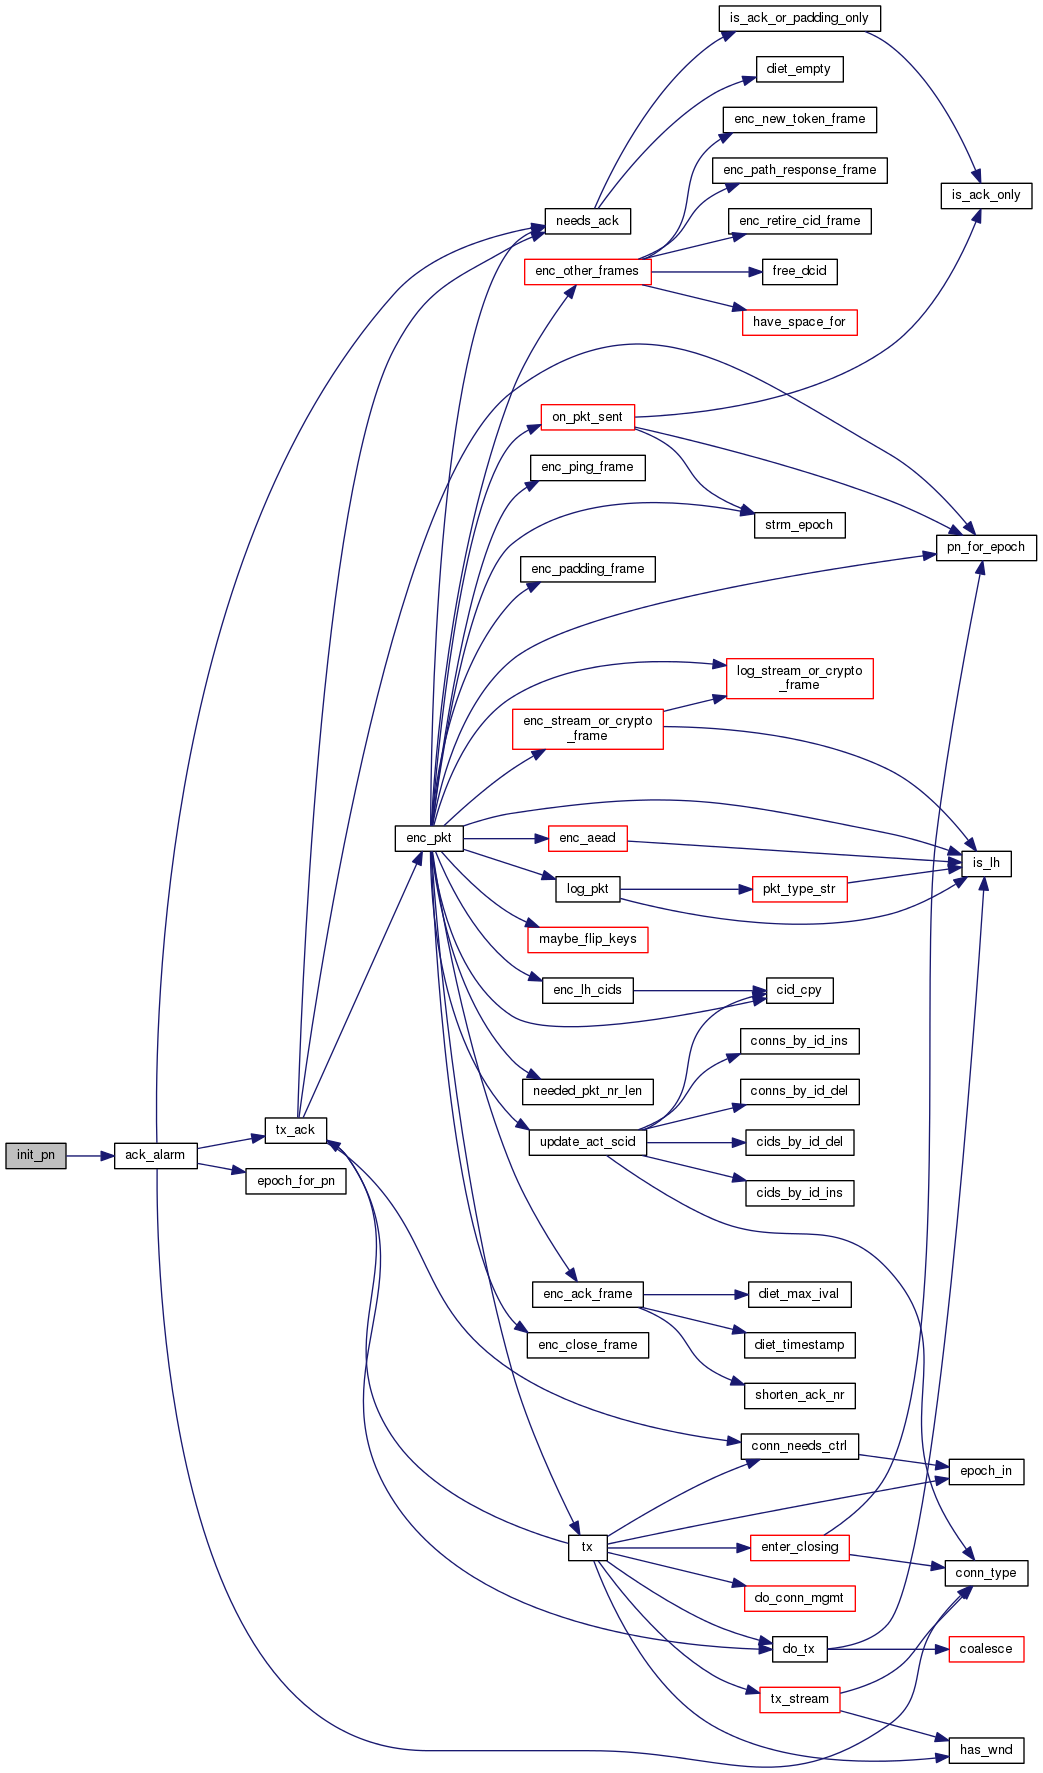 is_ack_or_padding_only
diet_empty
enc_new_token_frame
enc_path_response_frame
is_ack_only
needs_ack
enc_retire_cid_frame
enc_other_frames
free_dcid
have_space_for
on_pkt_sent
enc_ping_frame
strm_epoch
pn_for_epoch
enc_padding_frame
log_stream_or_crypto
_frame
enc_stream_or_crypto
_frame
enc_pkt
enc_aead
is_lh
log_pkt
pkt_type_str
maybe_flip_keys
enc_lh_cids
cid_cpy
conns_by_id_ins
needed_pkt_nr_len
conns_by_id_del
tx_ack
update_act_scid
cids_by_id_del
init_pn
ack_alarm
epoch_for_pn
cids_by_id_ins
enc_ack_frame
diet_max_ival
enc_close_frame
diet_timestamp
shorten_ack_nr
conn_needs_ctrl
epoch_in
tx
enter_closing
conn_type
do_conn_mgmt
do_tx
coalesce
tx_stream
has_wnd